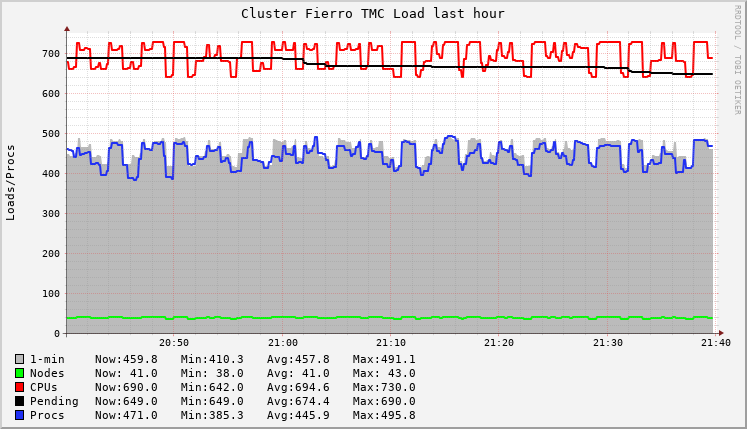 Cluster Fierro TMC Load last hour
RRDTOOL / TOBI OETIKER
Loads/Procs
700
600
500
400
300
200
100
0
20:50 21:00 21:10 21:20 21:30 21:40
1-min Now:459.8 Min:410.3 Avg:457.8 Max:491.1
Nodes Now: 41.0 Min: 38.0 Avg: 41.0 Max: 43.0
CPUs Now:690.0 Min:642.0 Avg:694.6 Max:730.0
Pending Now:649.0 Min:649.0 Avg:674.4 Max:690.0
Procs Now:471.0 Min:385.3 Avg:445.9 Max:495.8